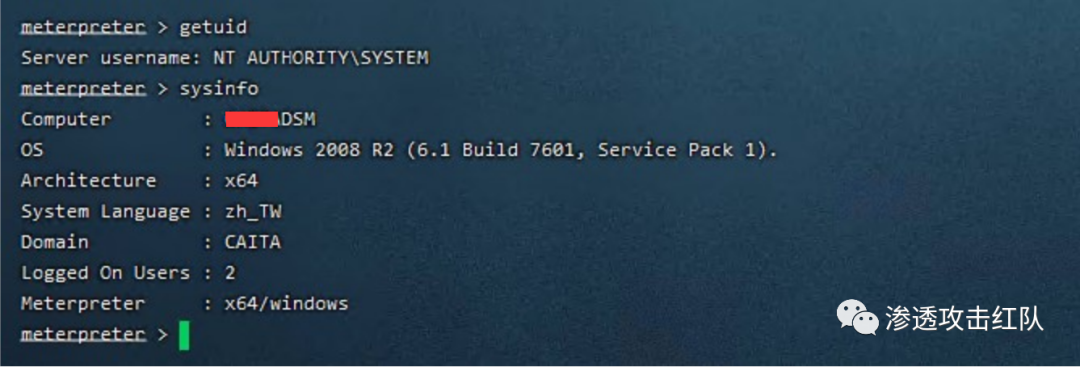 meterpreter > getuid
Server username: NT AUTHORITY\SYSTEM
meterpreter > sysinfo
Computer : DSM
OS : Windows 2008 R2 (6.1 Build 7601, Service Pack 1).
Architecture : x64
System Language : zh_TW
Domain : CAITA
Logged On Users : 2
Meterpreter : x64/windows
meterpreter >
渗透攻击红队